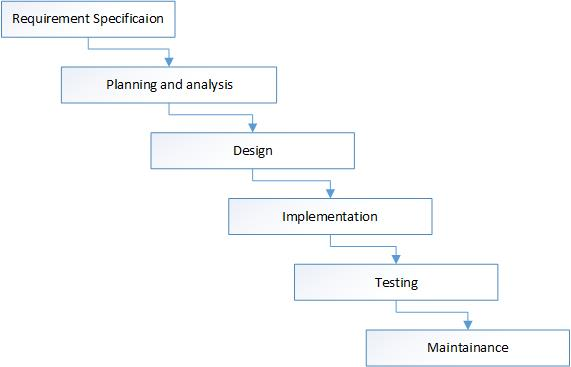 Requirement Specificaion
Planning and analysis
Design
Implementation
Testing
Maintainance